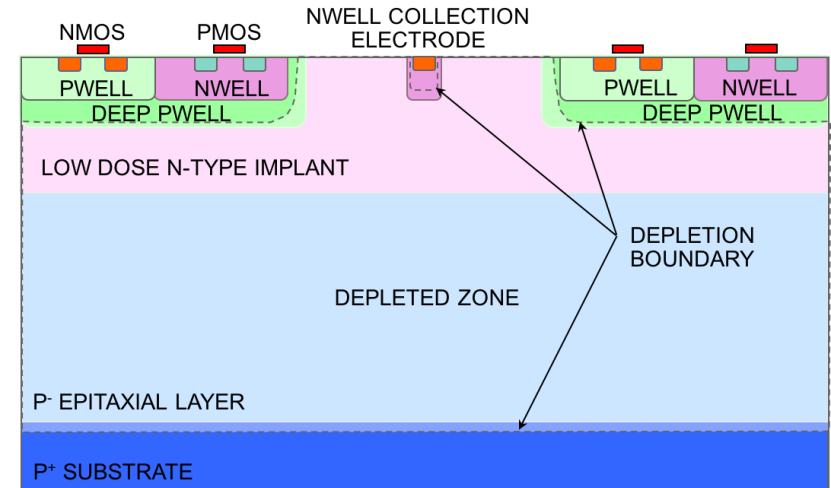 NWELL COLLECTION
ELECTRODE
NMOS
PMOS
PWELL
NWELL
PWELL
NWELL
DEEP PWELL
DEEP PWELL
LOW DOSE N-TYPE IMPLANT
DEPLETION
BOUNDARY
DEPLETED ZONE
P- EPITAXIAL LAYER
P+ SUBSTRATE